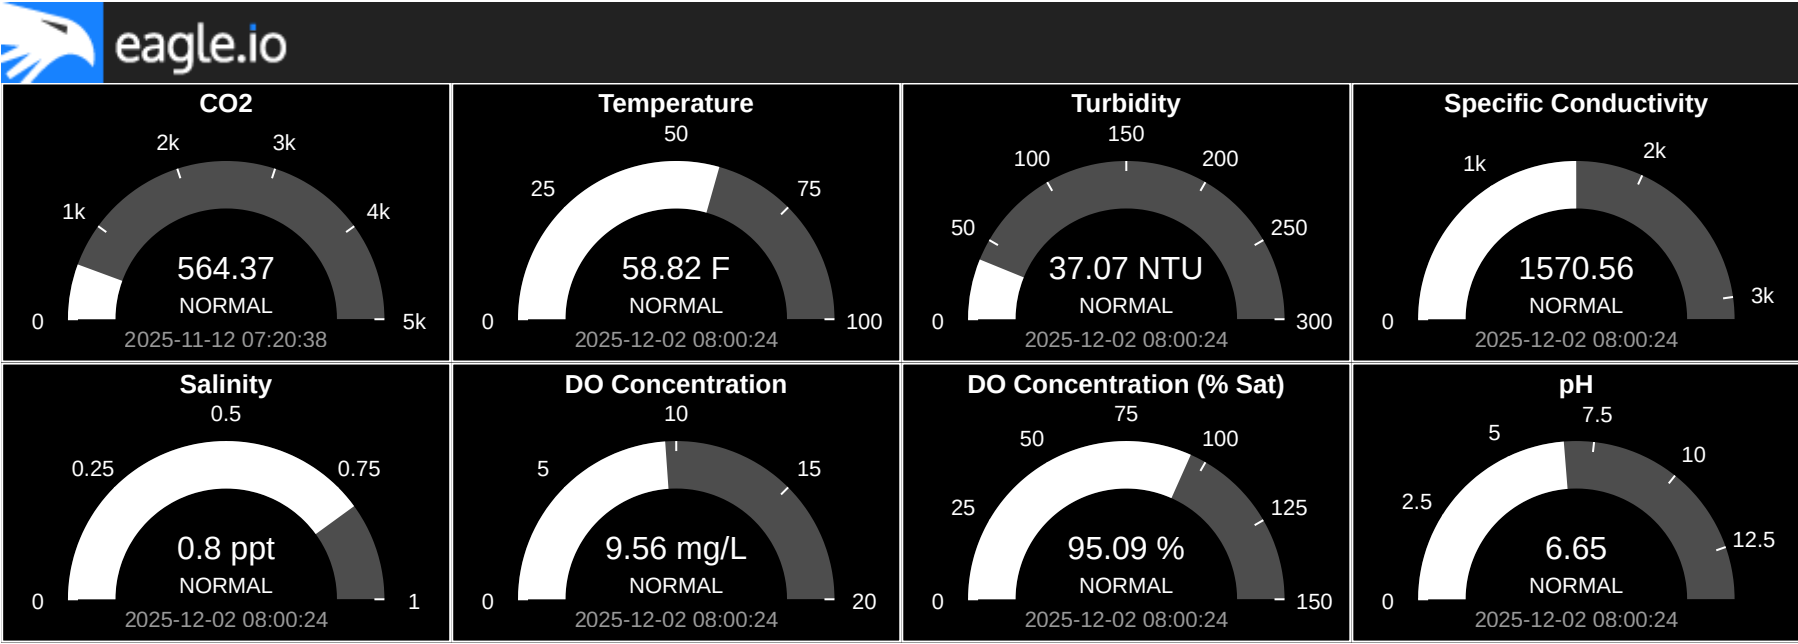 eagle.io
CO2
0
1k
2k
3k
4k
5k
564.37
NORMAL
2025-11-12 07:20:38
Temperature
0
25
50
75
100
58.82 F
NORMAL
2025-12-02 08:00:24
Turbidity
0
50
100
150
200
250
300
37.07 NTU
NORMAL
2025-12-02 08:00:24
Specific Conductivity
0
1k
2k
3k
1570.56
NORMAL
2025-12-02 08:00:24
Salinity
0
0.25
0.5
0.75
1
0.8 ppt
NORMAL
2025-12-02 08:00:24
DO Concentration
0
5
10
15
20
9.56 mg/L
NORMAL
2025-12-02 08:00:24
DO Concentration (% Sat)
0
25
50
75
100
125
150
95.09 %
NORMAL
2025-12-02 08:00:24
pH
0
2.5
5
7.5
10
12.5
6.65
NORMAL
2025-12-02 08:00:24